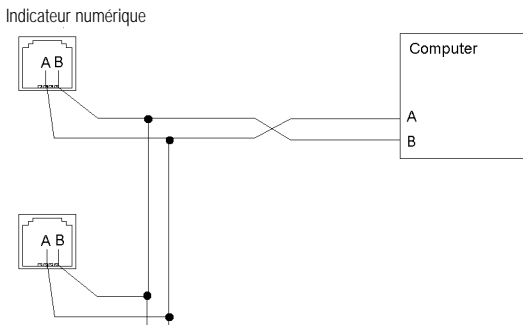 Indicateur numérique
A B
Computer
A
B
A B